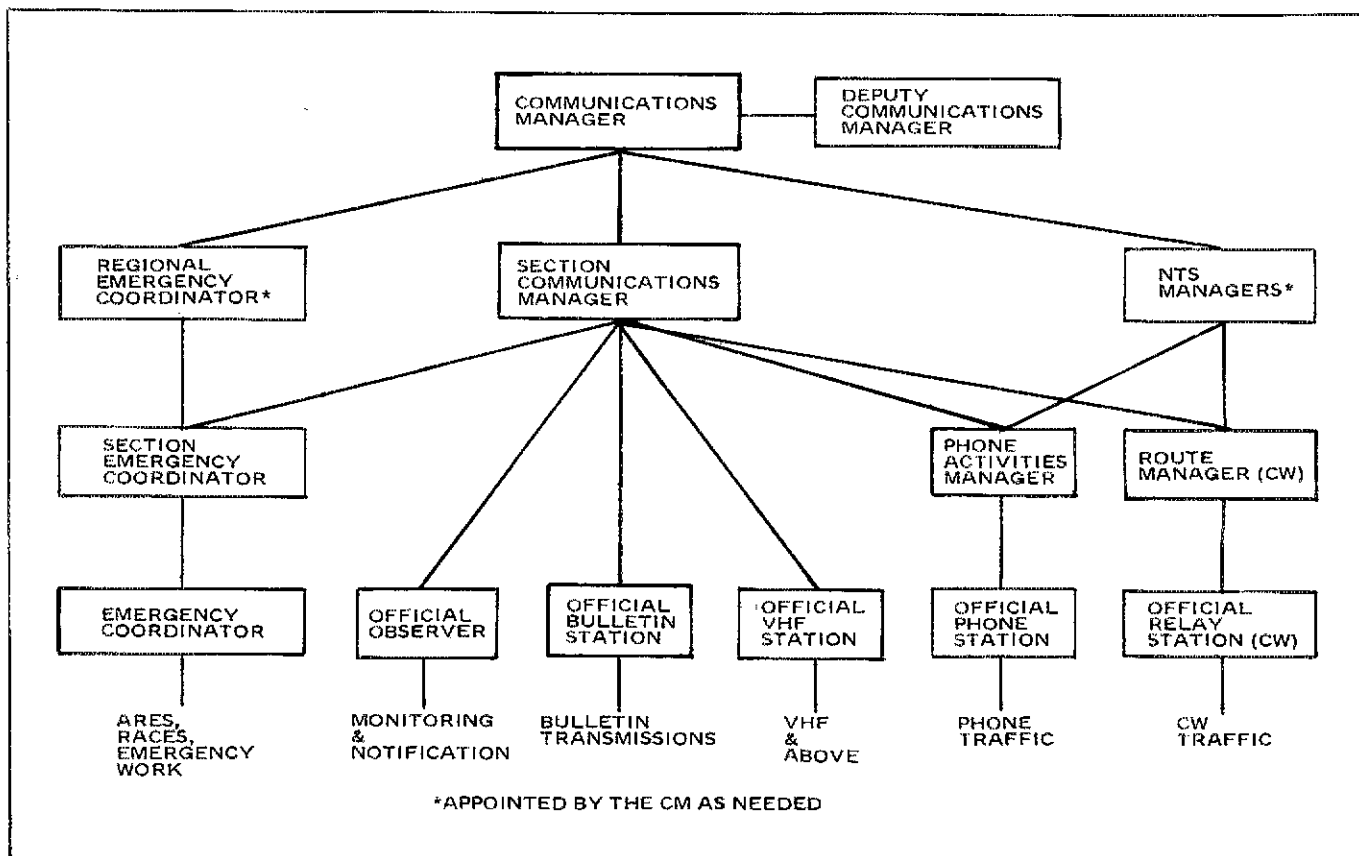 COMMUNICATIONS
MANAGER
DEPUTY
COMMUNICATIONS
MANAGER
REGIONAL
EMERGENCY
COORDINATOR*
SECTION
COMMUNICATIONS
MANAGER
NTS
MANAGERS*
SECTION
EMERGENCY
COORDINATOR
PHONE
ACTIVITIES
MANAGER
ROUTE
MANAGER (CW)
EMERGENCY
COORDINATOR
OFFICIAL
OBSERVER
OFFICIAL
BULLETIN
STATION
OFFICIAL
VHF
STATION
OFFICIAL
PHONE
STATION
OFFICIAL
RELAY
STATION (CW)
ARES,
RACES,
EMERGENCY
WORK
MONITORING
&
NOTIFICATION
BULLETIN
TRANSMISSIONS
VHF
&
ABOVE
PHONE
TRAFFIC
CW
TRAFFIC
*APPOINTED BY THE CM AS NEEDED